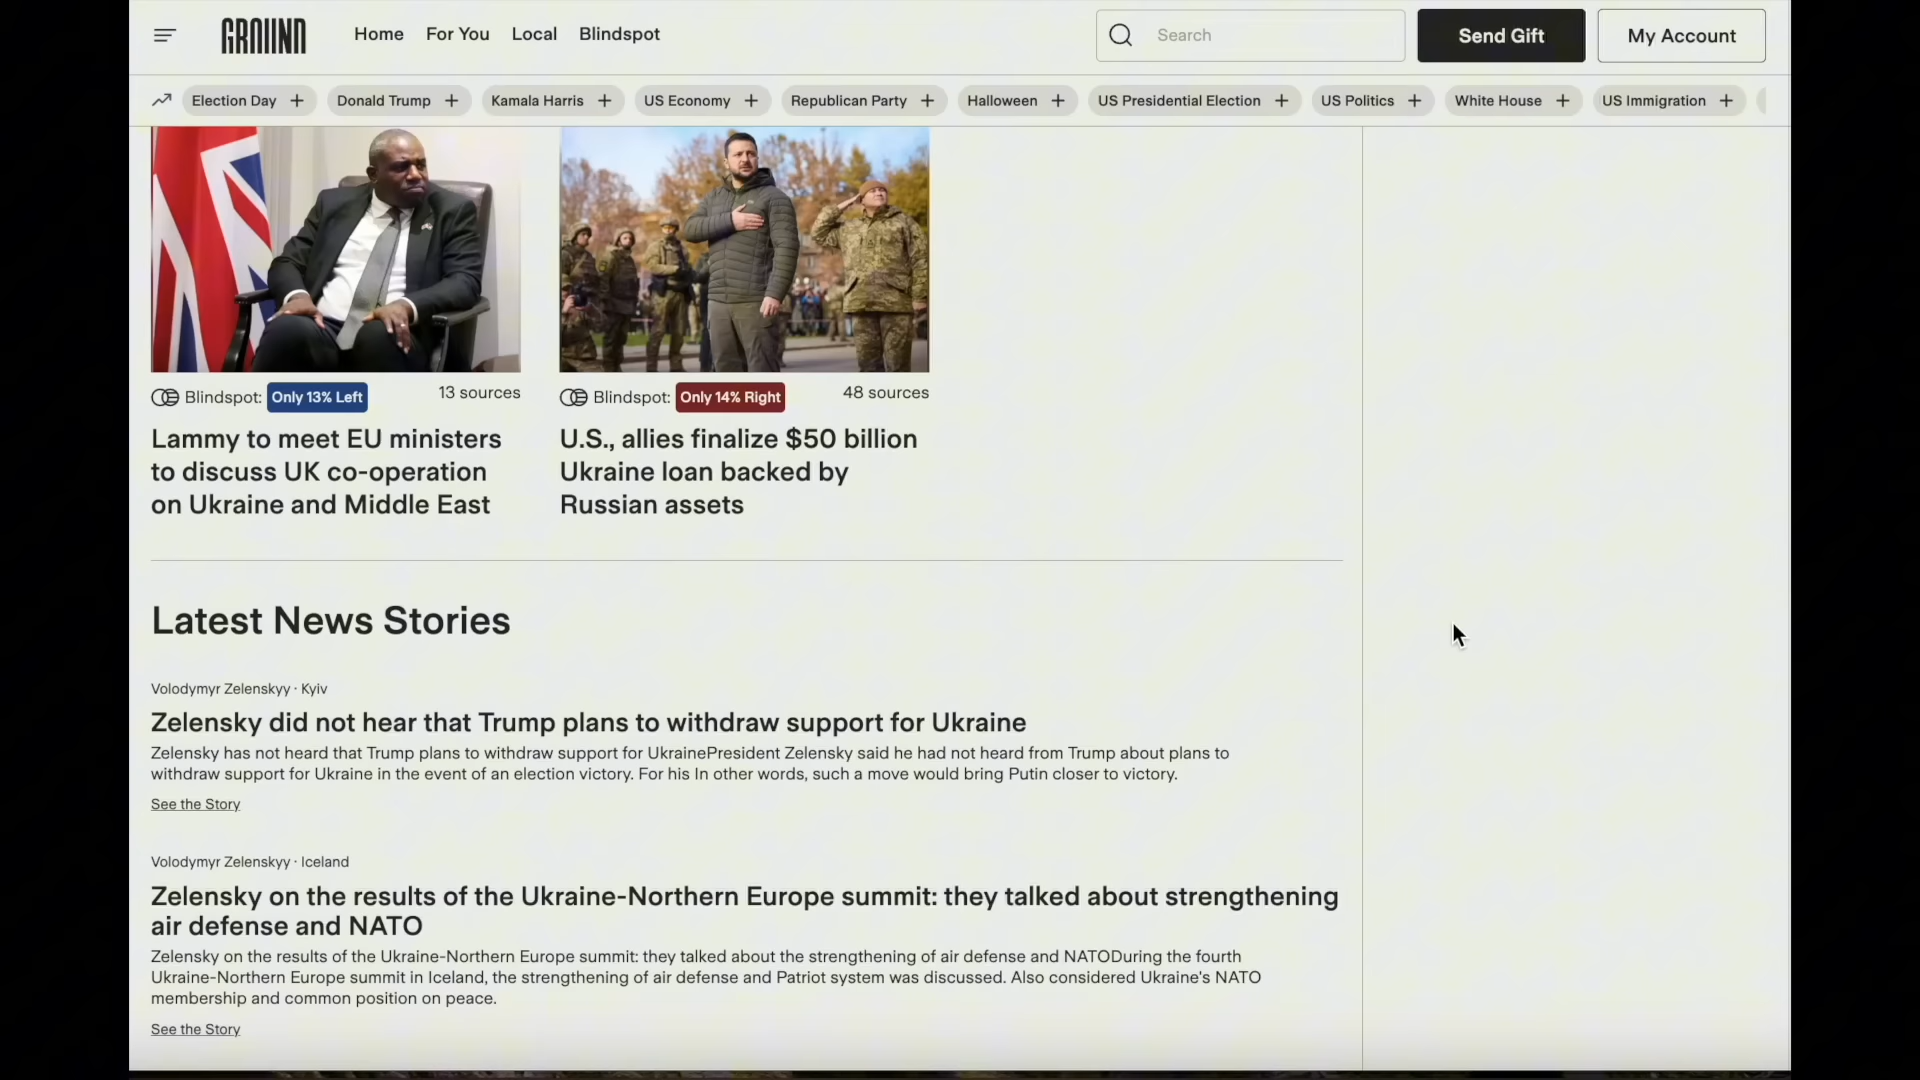 GROUND
Home For You Local Blindspot
Search
Send Gift
My Account
Election Day +
Donald Trump +
Kamala Harris +
US Economy +
Republican Party +
Halloween +
US Presidential Election +
US Politics +
White House +
US Immigration +
Blindspot: Only 13% Left 13 sources
Lammy to meet EU ministers
to discuss UK co-operation
on Ukraine and Middle East
Blindspot: Only 14% Right 48 sources
U.S., allies finalize $50 billion
Ukraine loan backed by
Russian assets
Latest News Stories
Volodymyr Zelenskyy · Kyiv
Zelensky did not hear that Trump plans to withdraw support for Ukraine
Zelensky has not heard that Trump plans to withdraw support for UkrainePresident Zelensky said he had not heard from Trump about plans to
withdraw support for Ukraine in the event of an election victory. For his In other words, such a move would bring Putin closer to victory.
See the Story
Volodymyr Zelenskyy · Iceland
Zelensky on the results of the Ukraine-Northern Europe summit: they talked about strengthening
air defense and NATO
Zelensky on the results of the Ukraine-Northern Europe summit: they talked about the strengthening of air defense and NATODuring the fourth
Ukraine-Northern Europe summit in Iceland, the strengthening of air defense and Patriot system was discussed. Also considered Ukraine's NATO
membership and common position on peace.
See the Story